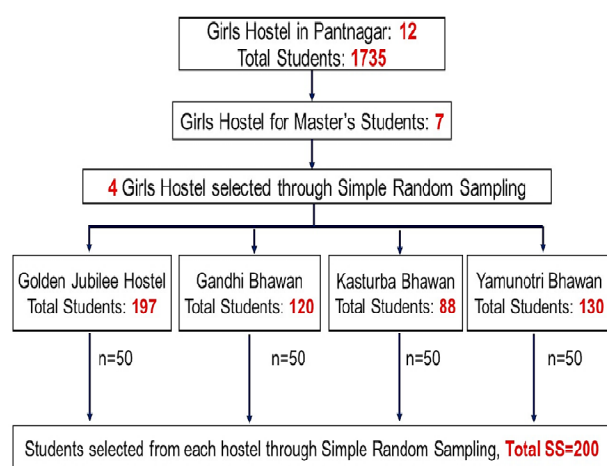 Girls Hostel in Pantnagar: 12
Total Students: 1735
Girls Hostel for Master's Students: 7
4 Girls Hostel selected through Simple Random Sampling
Golden Jubilee Hostel
Total Students: 197
Gandhi Bhawan
Total Students: 120
Kasturba Bhawan
Total Students: 88
Yamunotri Bhawan
Total Students: 130
n=50
n=50
n=50
n=50
Students selected from each hostel through Simple Random Sampling, Total SS=200